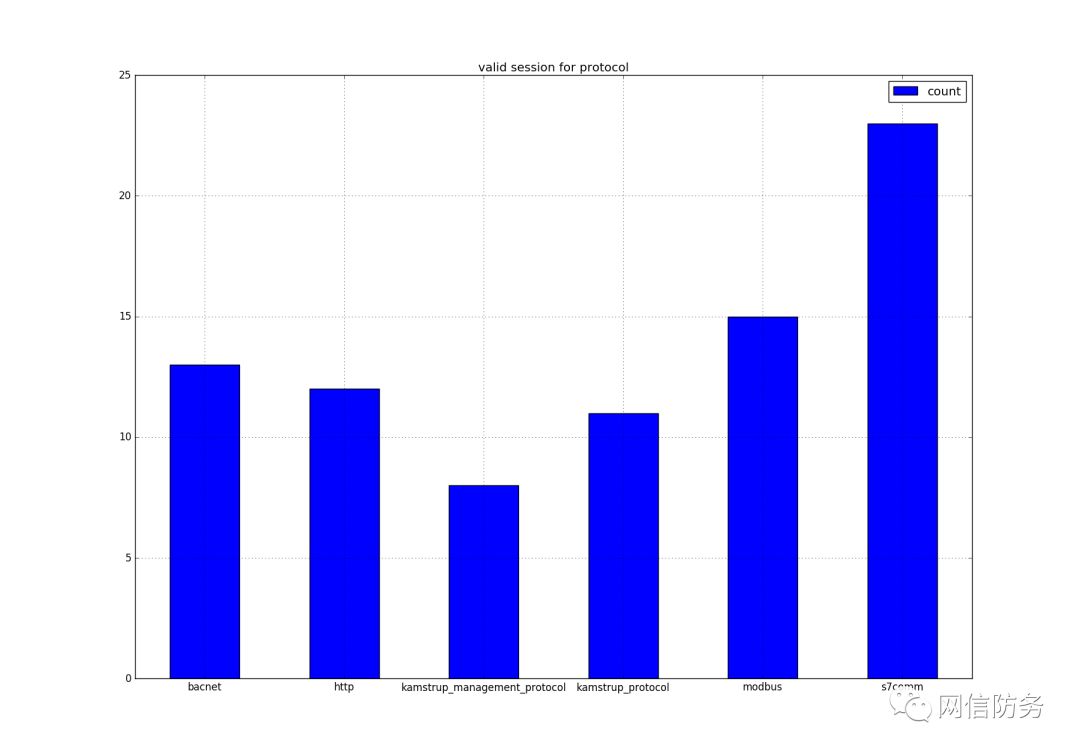 valid session for protocol
count
25
20
15
10
5
0
bacnet http kamstrup_management_protocol kamstrup_protocol modbus s7comm
网信防务